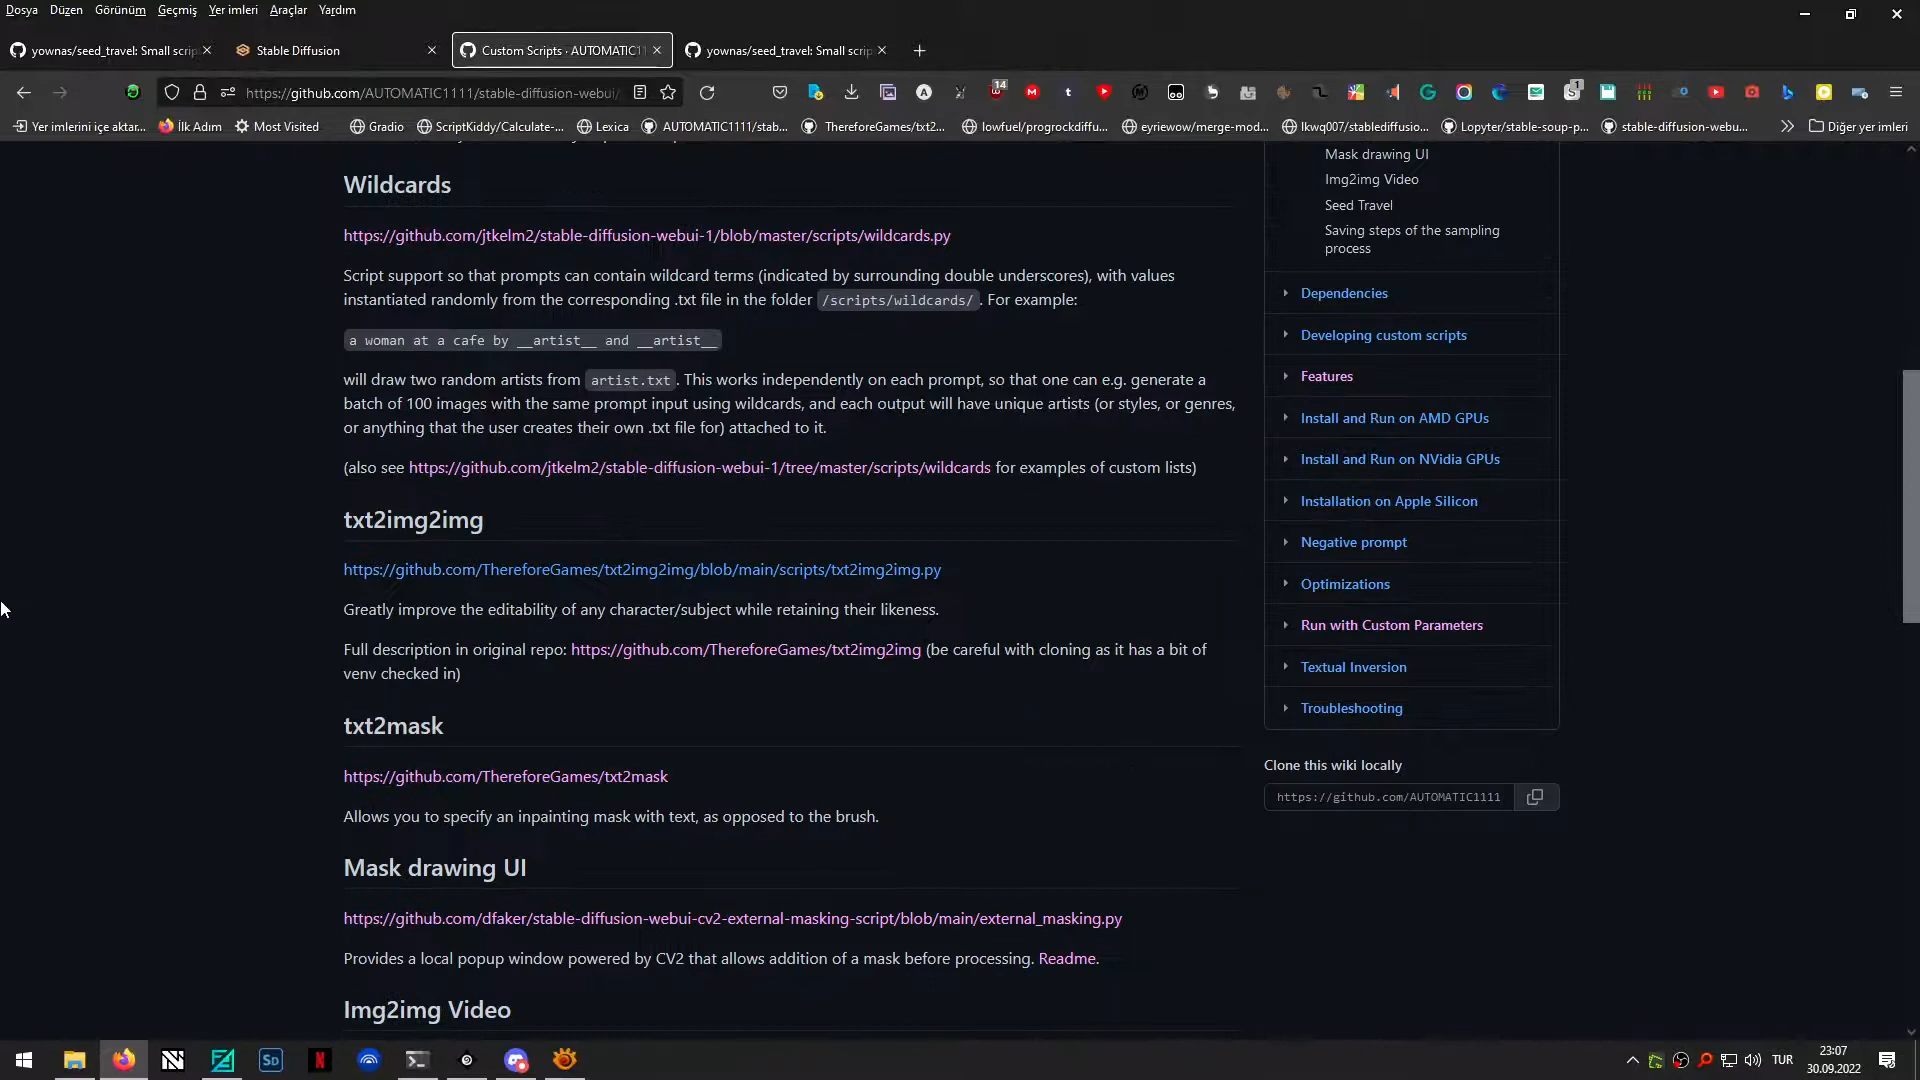 Dosya Düzen Görünüm Geçmiş Yer imleri Araçlar Yardım
yownas/seed_travel: Small scrip
Stable Diffusion
Custom Scripts · AUTOMATIC11
yownas/seed_travel: Small scrip
https://github.com/AUTOMATIC1111/stable-diffusion-webui/
14
1
Yer imlerini içe aktar...
İlk Adım
Most Visited
Gradio
ScriptKiddy/Calculate-...
Lexica
AUTOMATIC1111/stab...
ThereforeGames/txt2...
lowfuel/progrockdiffu...
eyriewow/merge-mod...
lkwq007/stablediffusio...
Lopyter/stable-soup-p...
stable-diffusion-webu...
Diğer yer imleri
Wildcards
https://github.com/jtkelm2/stable-diffusion-webui-1/blob/master/scripts/wildcards.py
Script support so that prompts can contain wildcard terms (indicated by surrounding double underscores), with values
instantiated randomly from the corresponding .txt file in the folder /scripts/wildcards/. For example:
a woman at a cafe by __artist__ and __artist__
will draw two random artists from artist.txt. This works independently on each prompt, so that one can e.g. generate a
batch of 100 images with the same prompt input using wildcards, and each output will have unique artists (or styles, or genres,
or anything that the user creates their own .txt file for) attached to it.
(also see https://github.com/jtkelm2/stable-diffusion-webui-1/tree/master/scripts/wildcards for examples of custom lists)
txt2img2img
https://github.com/ThereforeGames/txt2img2img/blob/main/scripts/txt2img2img.py
Greatly improve the editability of any character/subject while retaining their likeness.
Full description in original repo: https://github.com/ThereforeGames/txt2img2img (be careful with cloning as it has a bit of
venv checked in)
txt2mask
https://github.com/ThereforeGames/txt2mask
Allows you to specify an inpainting mask with text, as opposed to the brush.
Mask drawing UI
https://github.com/dfaker/stable-diffusion-webui-cv2-external-masking-script/blob/main/external_masking.py
Provides a local popup window powered by CV2 that allows addition of a mask before processing. Readme.
Img2img Video
Mask drawing UI
Img2img Video
Seed Travel
Saving steps of the sampling
process
Dependencies
Developing custom scripts
Features
Install and Run on AMD GPUs
Install and Run on NVidia GPUs
Installation on Apple Silicon
Negative prompt
Optimizations
Run with Custom Parameters
Textual Inversion
Troubleshooting
Clone this wiki locally
https://github.com/AUTOMATIC1111
Sd
TUR
23:07
30.09.2022